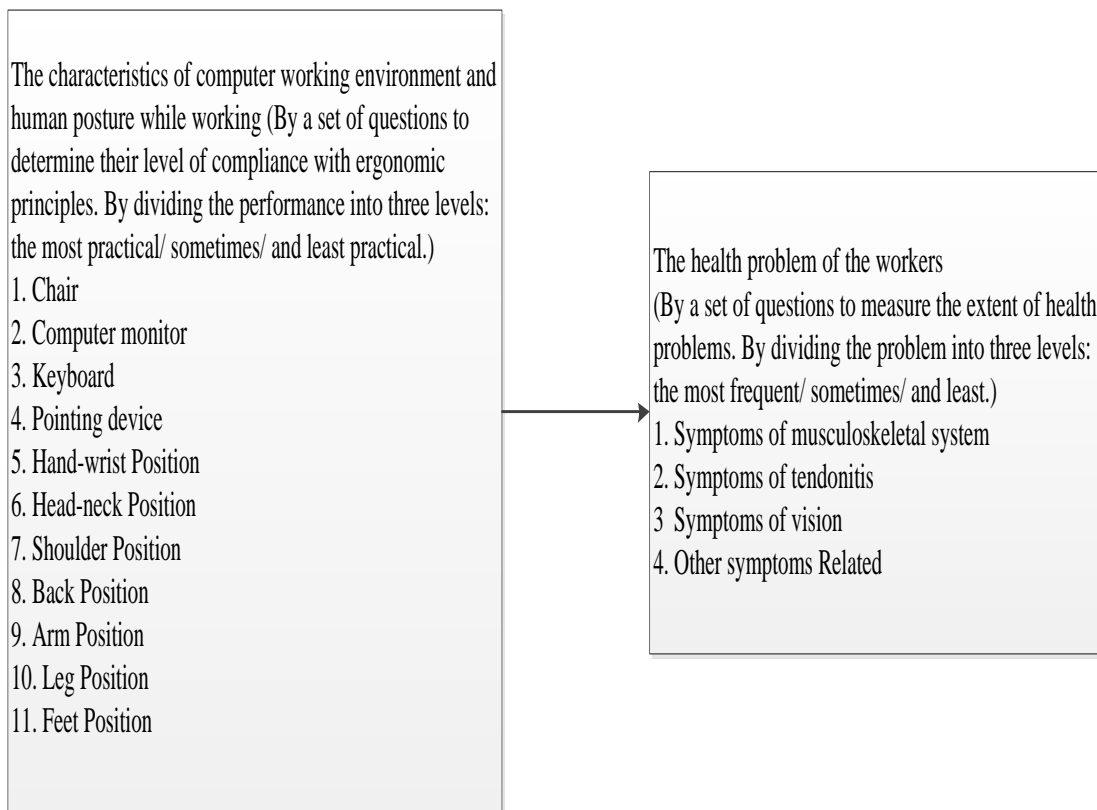 The characteristics of computer working environment and
human posture while working (By a set of questions to
determine their level of compliance with ergonomic
principles. By dividing the performance into three levels:
the most practical/ sometimes/ and least practical.)
1. Chair
2. Computer monitor
3. Keyboard
4. Pointing device
5. Hand-wrist Position
6. Head-neck Position
7. Shoulder Position
8. Back Position
9. Arm Position
10. Leg Position
11. Feet Position
The health problem of the workers
(By a set of questions to measure the extent of health
problems. By dividing the problem into three levels:
the most frequent/ sometimes/ and least.)
1. Symptoms of musculoskeletal system
2. Symptoms of tendonitis
3  Symptoms of vision
4. Other symptoms Related